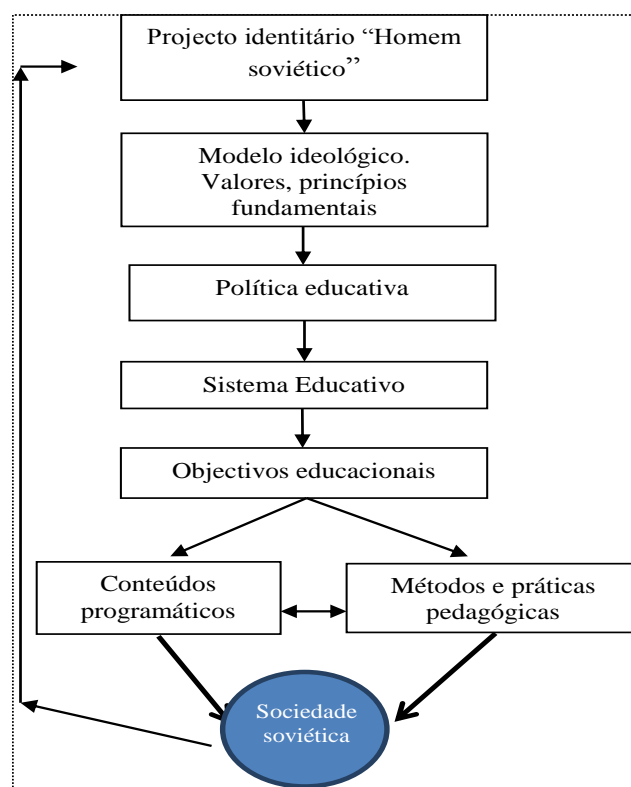 Projecto identitário “Homem
soviético”
Modelo ideológico.
Valores, princípios
fundamentais
Política educativa
Sistema Educativo
Objectivos educacionais
Conteúdos
programáticos
Métodos e práticas
pedagógicas
Sociedade
soviética